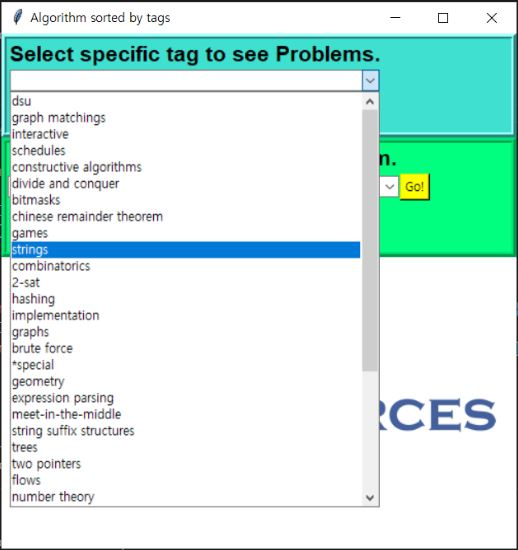 Algorithm sorted by tags
Select specific tag to see Problems.
dsu
graph matchings
interactive
schedules
constructive algorithms
divide and conquer
bitmasks
chinese remainder theorem
games
strings
combinatorics
2-sat
hashing
implementation
graphs
brute force
*special
geometry
expression parsing
meet-in-the-middle
string suffix structures
trees
two pointers
flows
number theory
m.
Go!
RCES